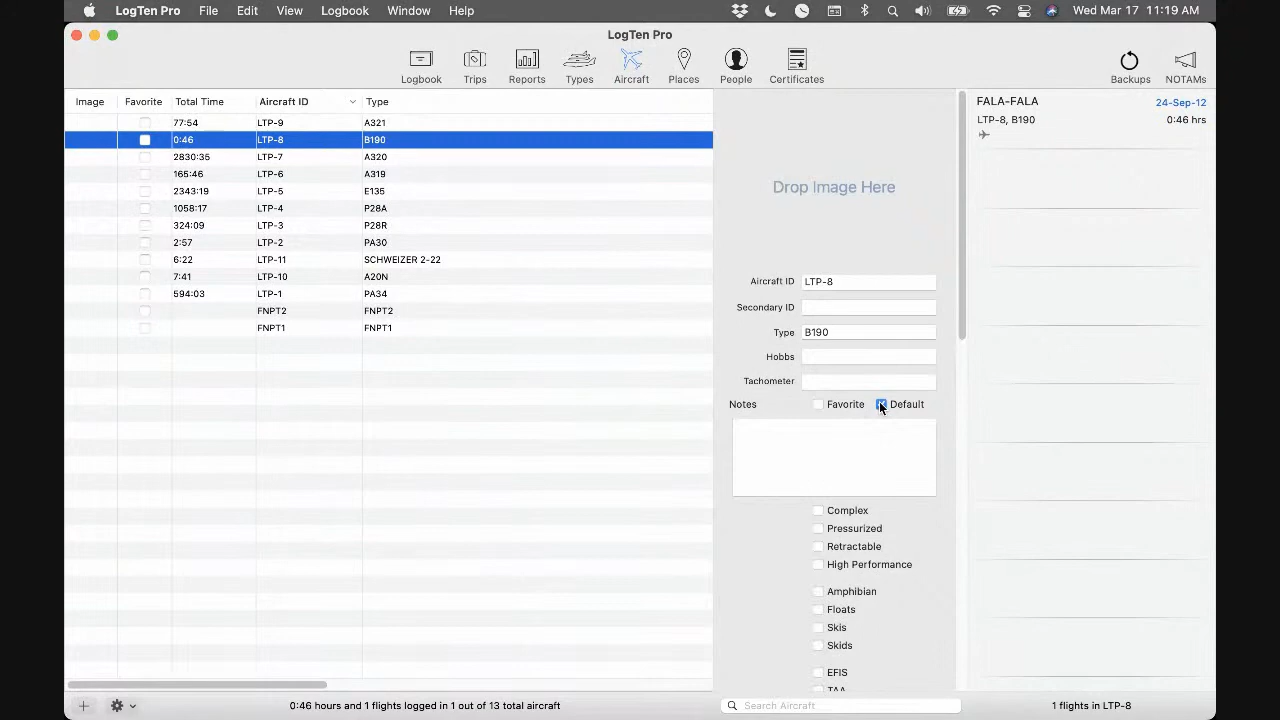 LogTen Pro File Edit View Logbook Window Help Wed Mar 17 11:19 AM
LogTen Pro
Logbook Trips Reports Types Aircraft Places People Certificates Backups NOTAMs
Image Favorite Total Time Aircraft ID Type
77:54 LTP-9 A321
0:46 LTP-8 B190
2830:35 LTP-7 A320
165:46 LTP-6 A319
2343:19 LTP-5 E135
1058:17 LTP-4 P28A
324:09 LTP-3 P28R
2:57 LTP-2 PA30
6:22 LTP-11 SCHWEIZER 2-22
7:41 LTP-10 A20N
594:03 LTP-1 PA34
FNPT2 FNPT2
FNPT1 FNPT1
0:46 hours and 1 flights logged in 1 out of 13 total aircraft
Drop Image Here
Aircraft ID LTP-8
Secondary ID
Type B190
Hobbs
Tachometer
Notes Favorite Default
Complex
Pressurized
Retractable
High Performance
Amphibian
Floats
Skis
Skids
EFIS
TAA
Search Aircraft
FALA-FALA 24-Sep-12
LTP-8, B190 0:46 hrs
1 flights in LTP-8